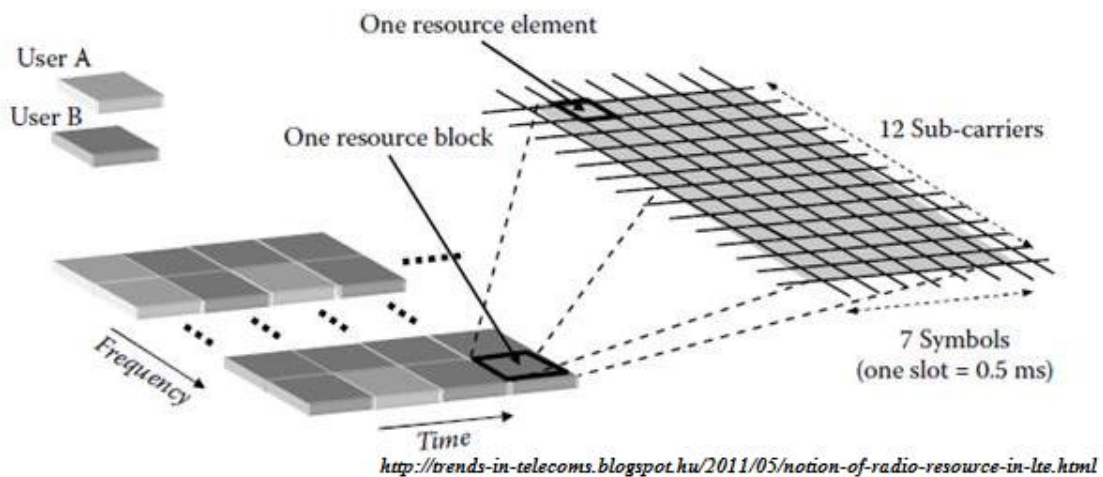 One resource element
User A
User B
One resource block
12 Sub-carriers
7 Symbols
(one slot = 0.5 ms)
Frequency
Time
http://trends-in-telecoms.blogspot.hu/2011/05/notion-of-radio-resource-in-lte.html